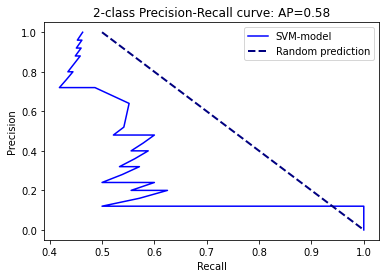 2-class Precision-Recall curve: AP=0.58
SVM-model
Random prediction
Precision
1.0
0.8
0.6
0.4
0.2
0.0
0.4 0.5 0.6 0.7 0.8 0.9 1.0
Recall